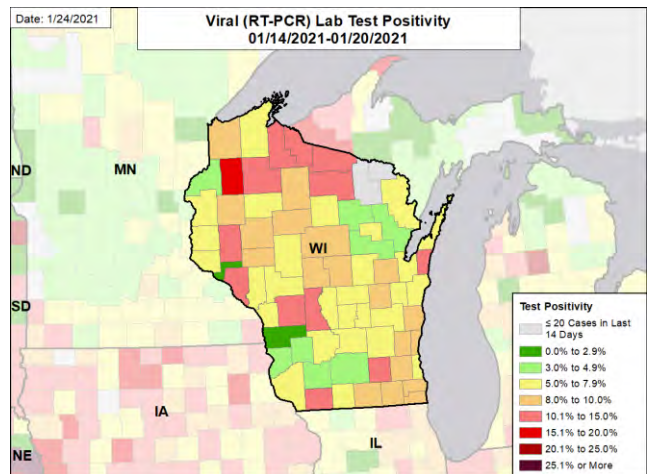 Date: 1/24/2021
Viral (RT-PCR) Lab Test Positivity
01/14/2021-01/20/2021
ND
MN
WI
SD
IA
NE
IL
Test Positivity
≤ 20 Cases in Last
14 Days
0.0% to 2.9%
3.0% to 4.9%
5.0% to 7.9%
8.0% to 10.0%
10.1% to 15.0%
15.1% to 20.0%
20.1% to 25.0%
25.1% or More